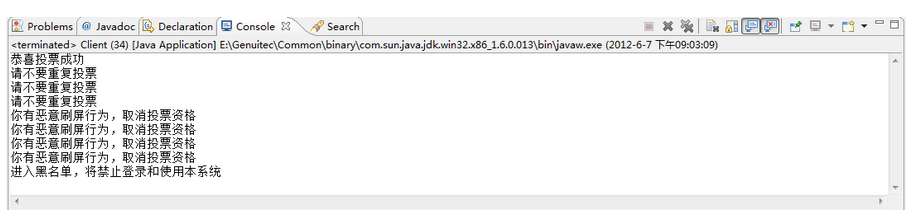 Problems @ Javadoc Declaration Console Search
<terminated> Client (34) [Java Application] E:\Genuitec\Common\binary\com.sun.java.jdk.win32.x86_1.6.0.013\bin\javaw.exe (2012-6-7 下午09:03:09)
恭喜投票成功
请不要重复投票
请不要重复投票
请不要重复投票
你有恶意刷屏行为，取消投票资格
你有恶意刷屏行为，取消投票资格
你有恶意刷屏行为，取消投票资格
你有恶意刷屏行为，取消投票资格
进入黑名单，将禁止登录和使用本系统